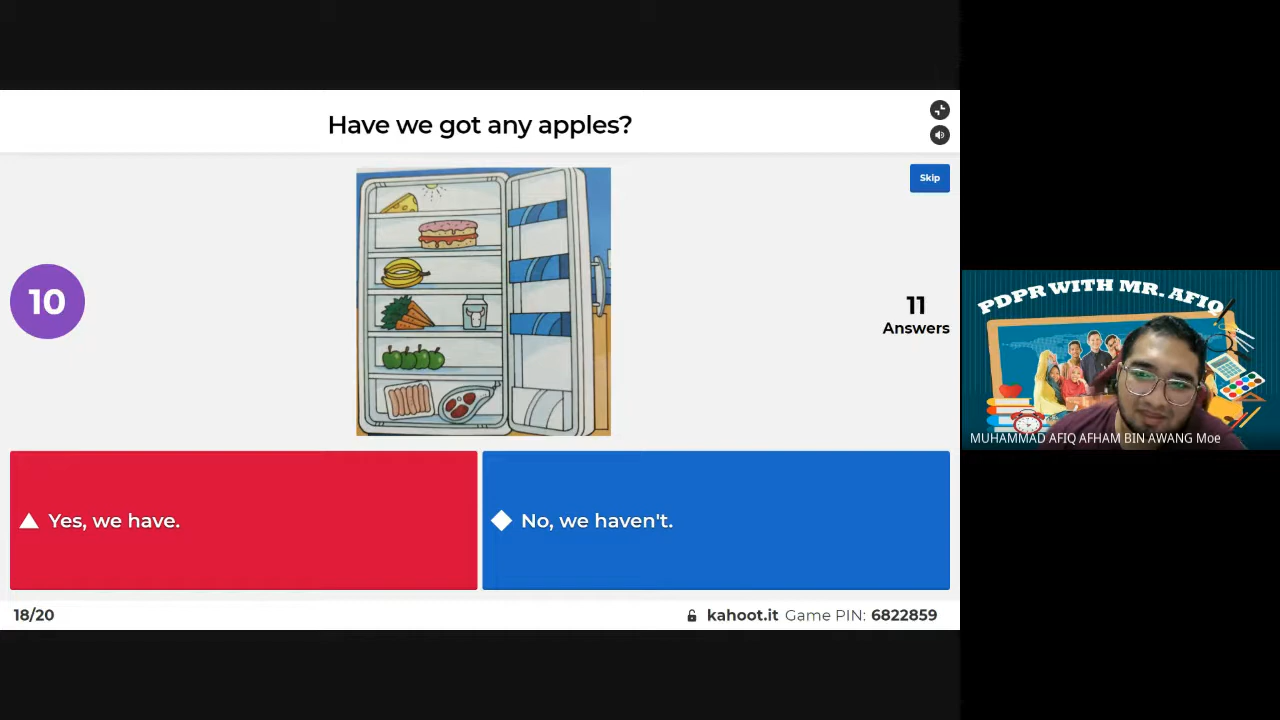 Have we got any apples?
Skip
10
11
Answers
PDPR WITH MR. AFIQ
MUHAMMAD AFIQ AFHAM BIN AWANG Moe
Yes, we have.
No, we haven't.
18/20
kahoot.it Game PIN: 6822859